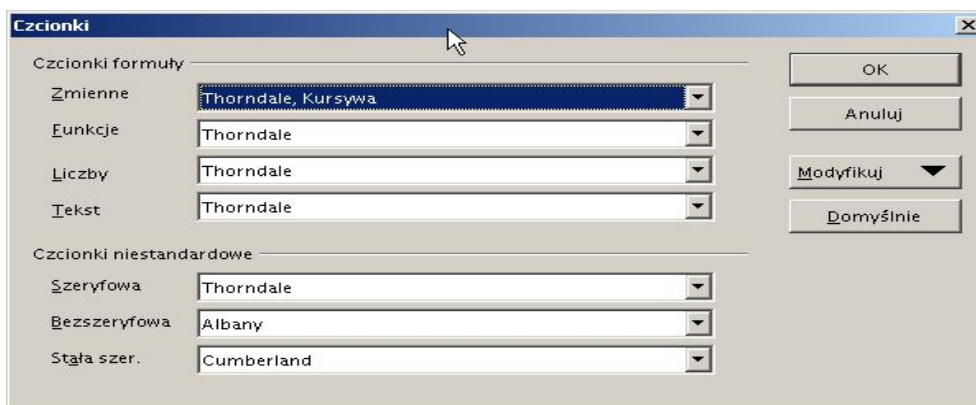 Czcionki
Czcionki formuły
Zmienne Thorndale, Kursywa
Funkcje Thorndale
Liczby Thorndale
Tekst Thorndale
Czcionki niestandardowe
Szeryfowa Thorndale
Bezszeryfowa Albany
Stała szer. Cumberland
OK
Anuluj
Modyfikuj
Domyślnie